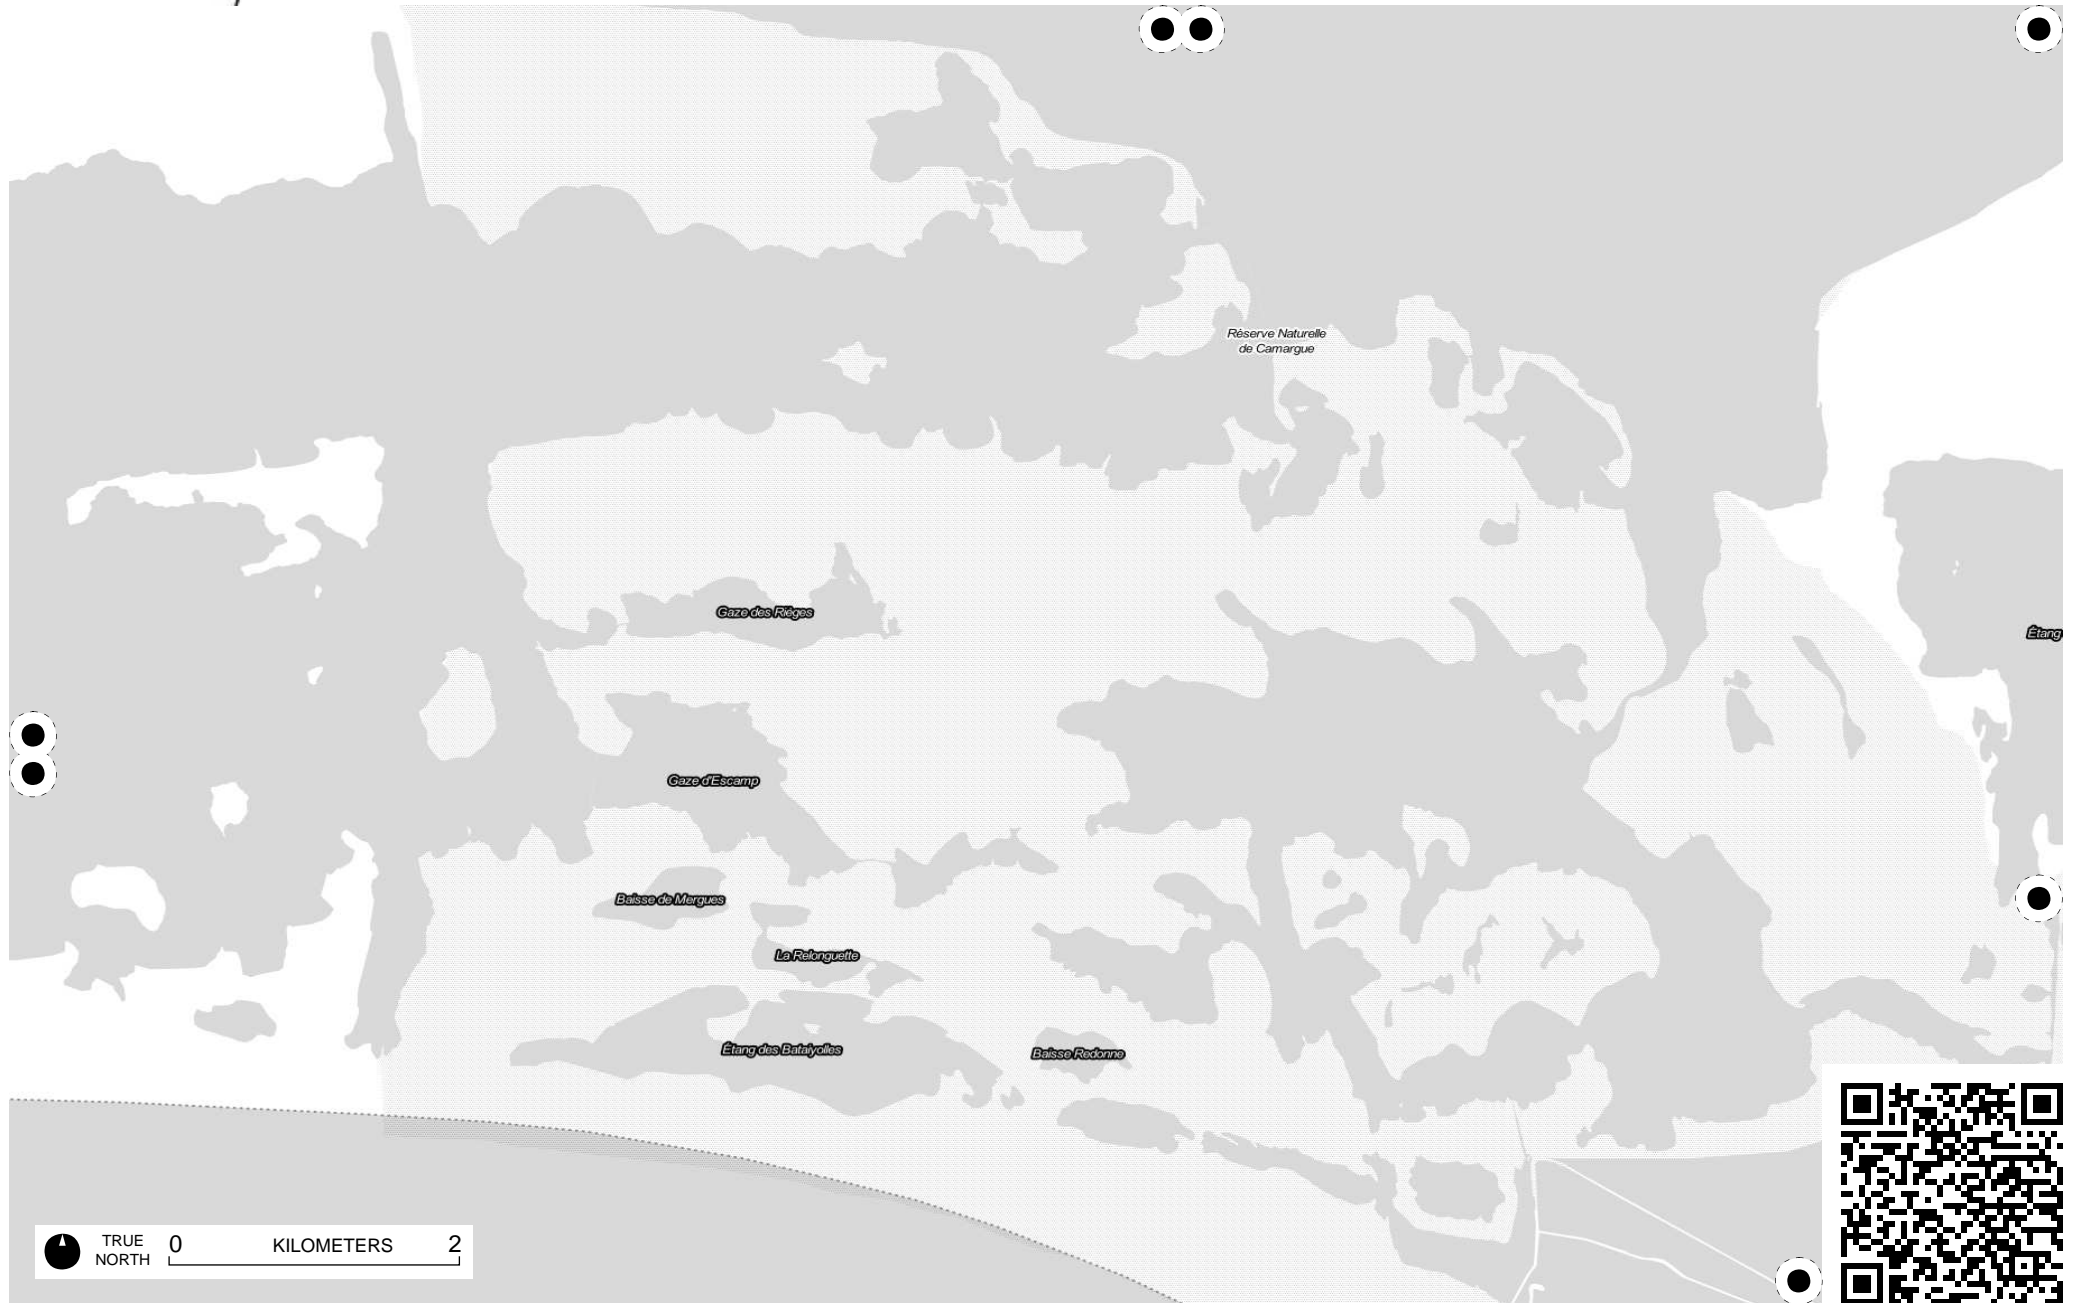 Réserve Naturelle
de Camargue
Gaze des Rièges
Étang
Gaze d'Escamp
Baisse de Mergues
La Relonguette
Étang des Bataïyolles
Baisse Redonne
TRUE
NORTH
0 KILOMETERS 2